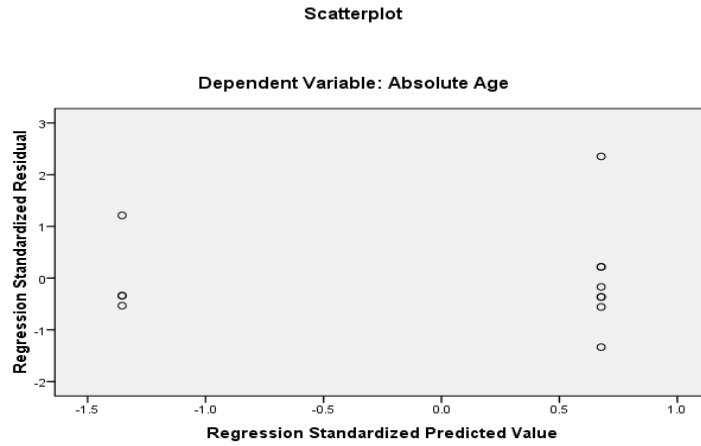 Scatterplot
Dependent Variable: Absolute Age
Regression Standardized Residual
3
2
1
0
-1
-2
-1.5 -1.0 -0.5 0.0 0.5 1.0
Regression Standardized Predicted Value